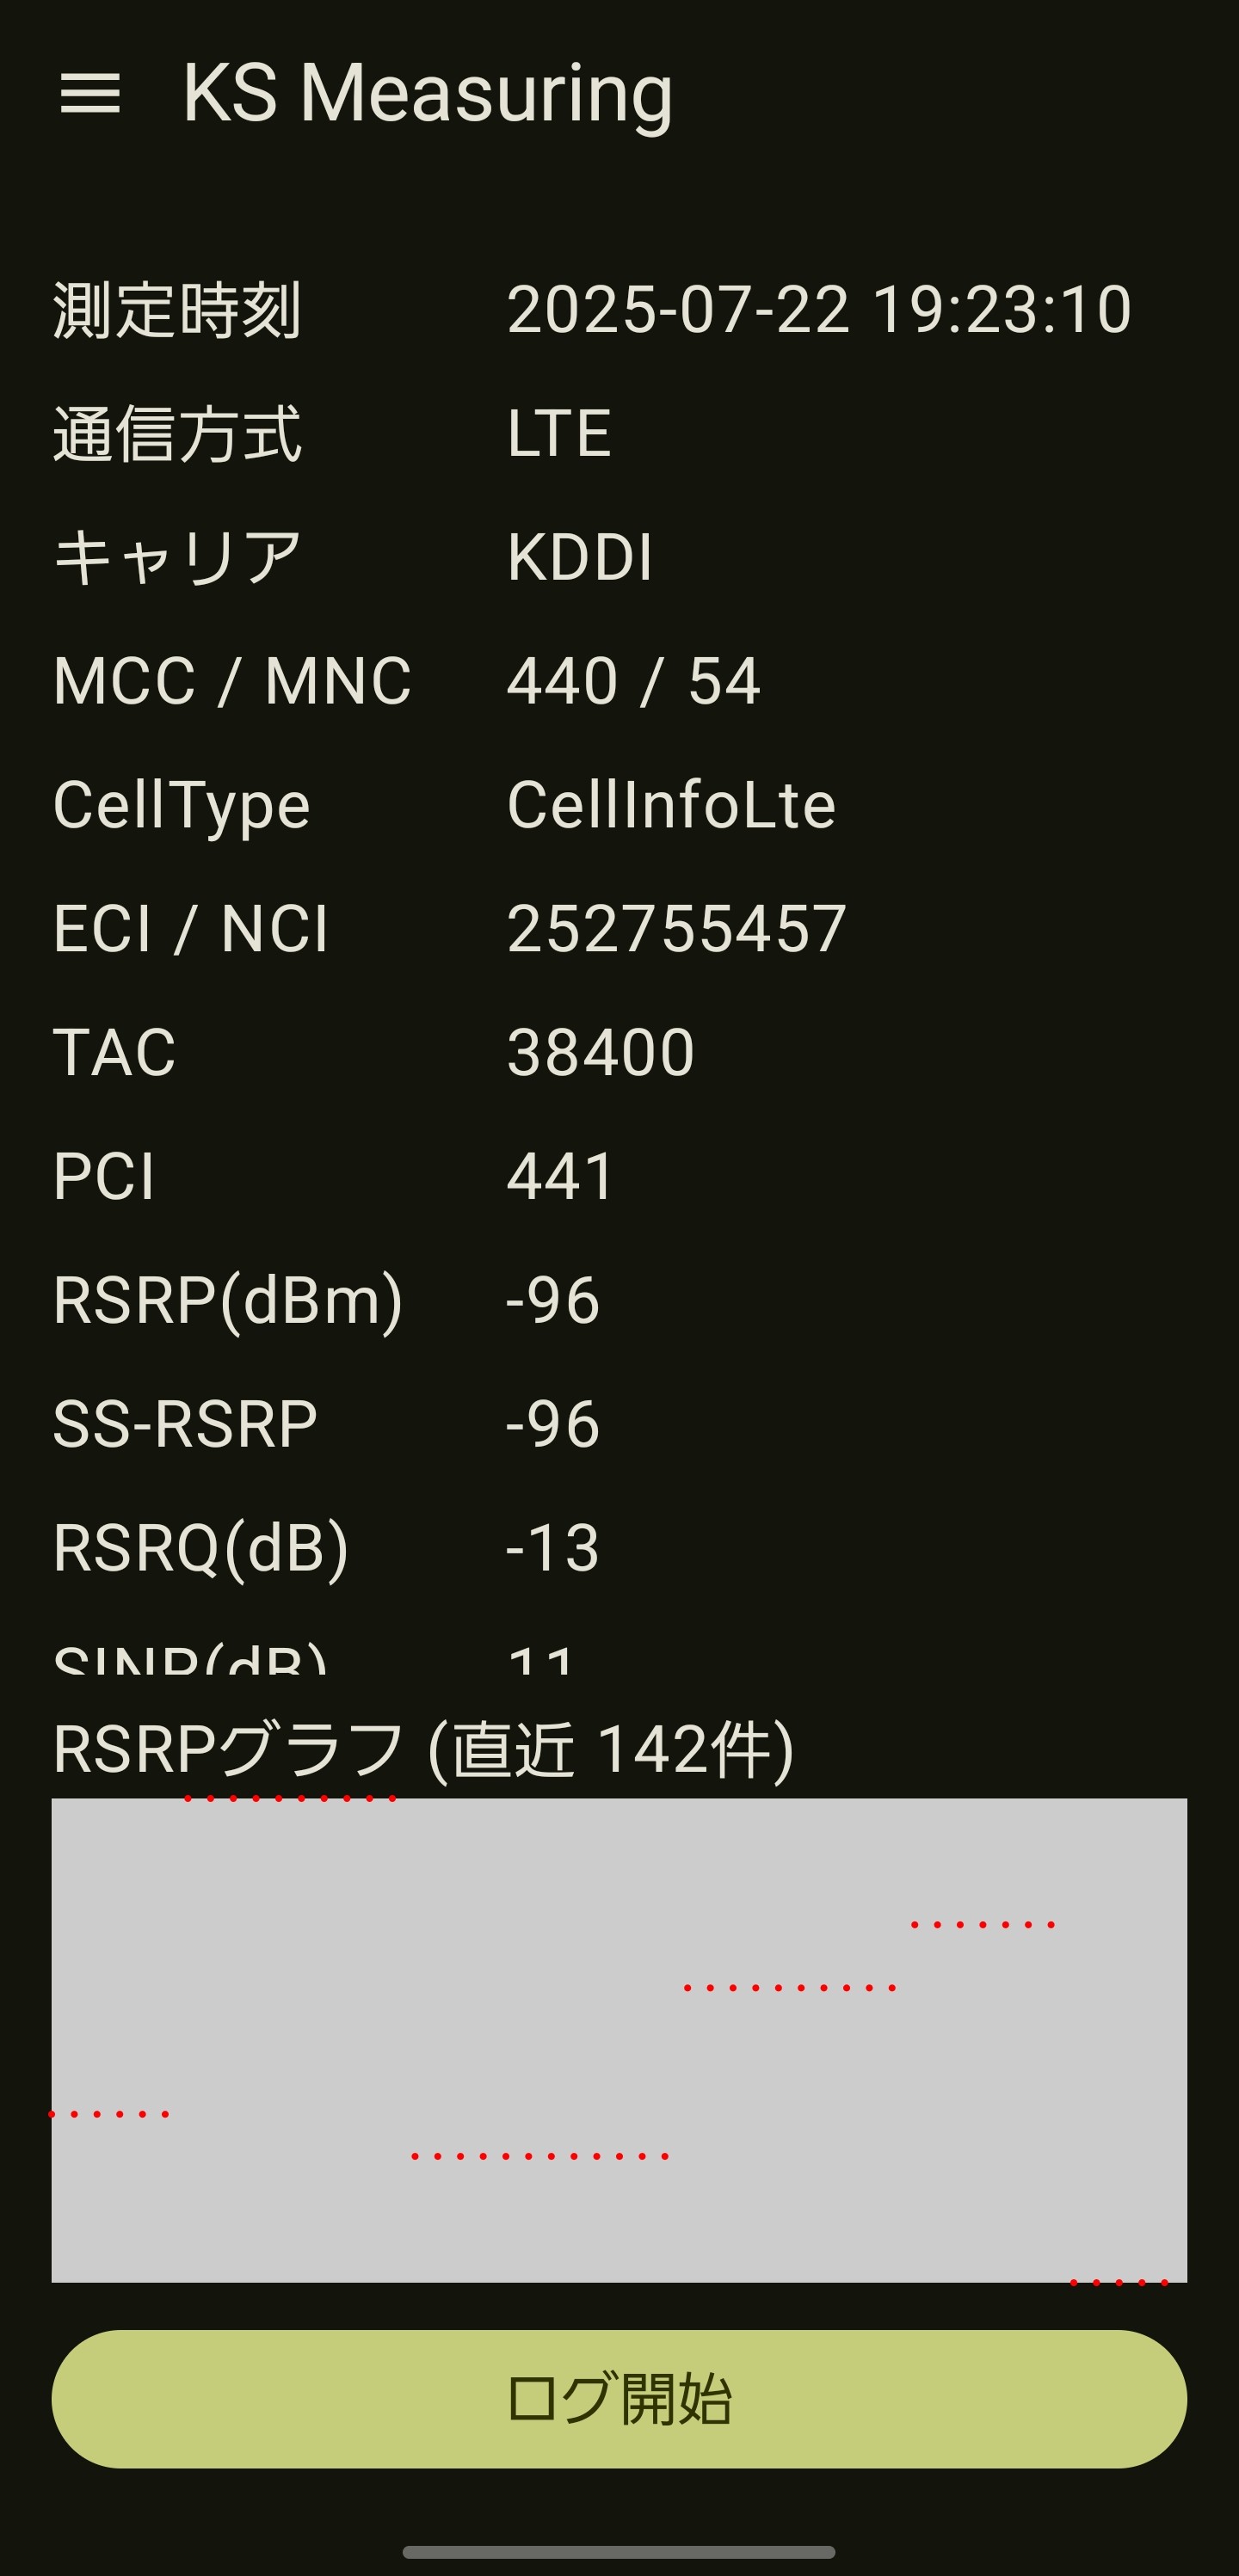 KS Measuring
測定時刻 2025-07-22 19:23:10
通信方式 LTE
キャリア KDDI
MCC / MNC 440 / 54
CellType CellInfoLte
ECI / NCI 252755457
TAC 38400
PCI 441
RSRP(dBm) -96
SS-RSRP -96
RSRQ(dB) -13
SINR(dB) 11
RSRPグラフ (直近 142件)
ログ開始